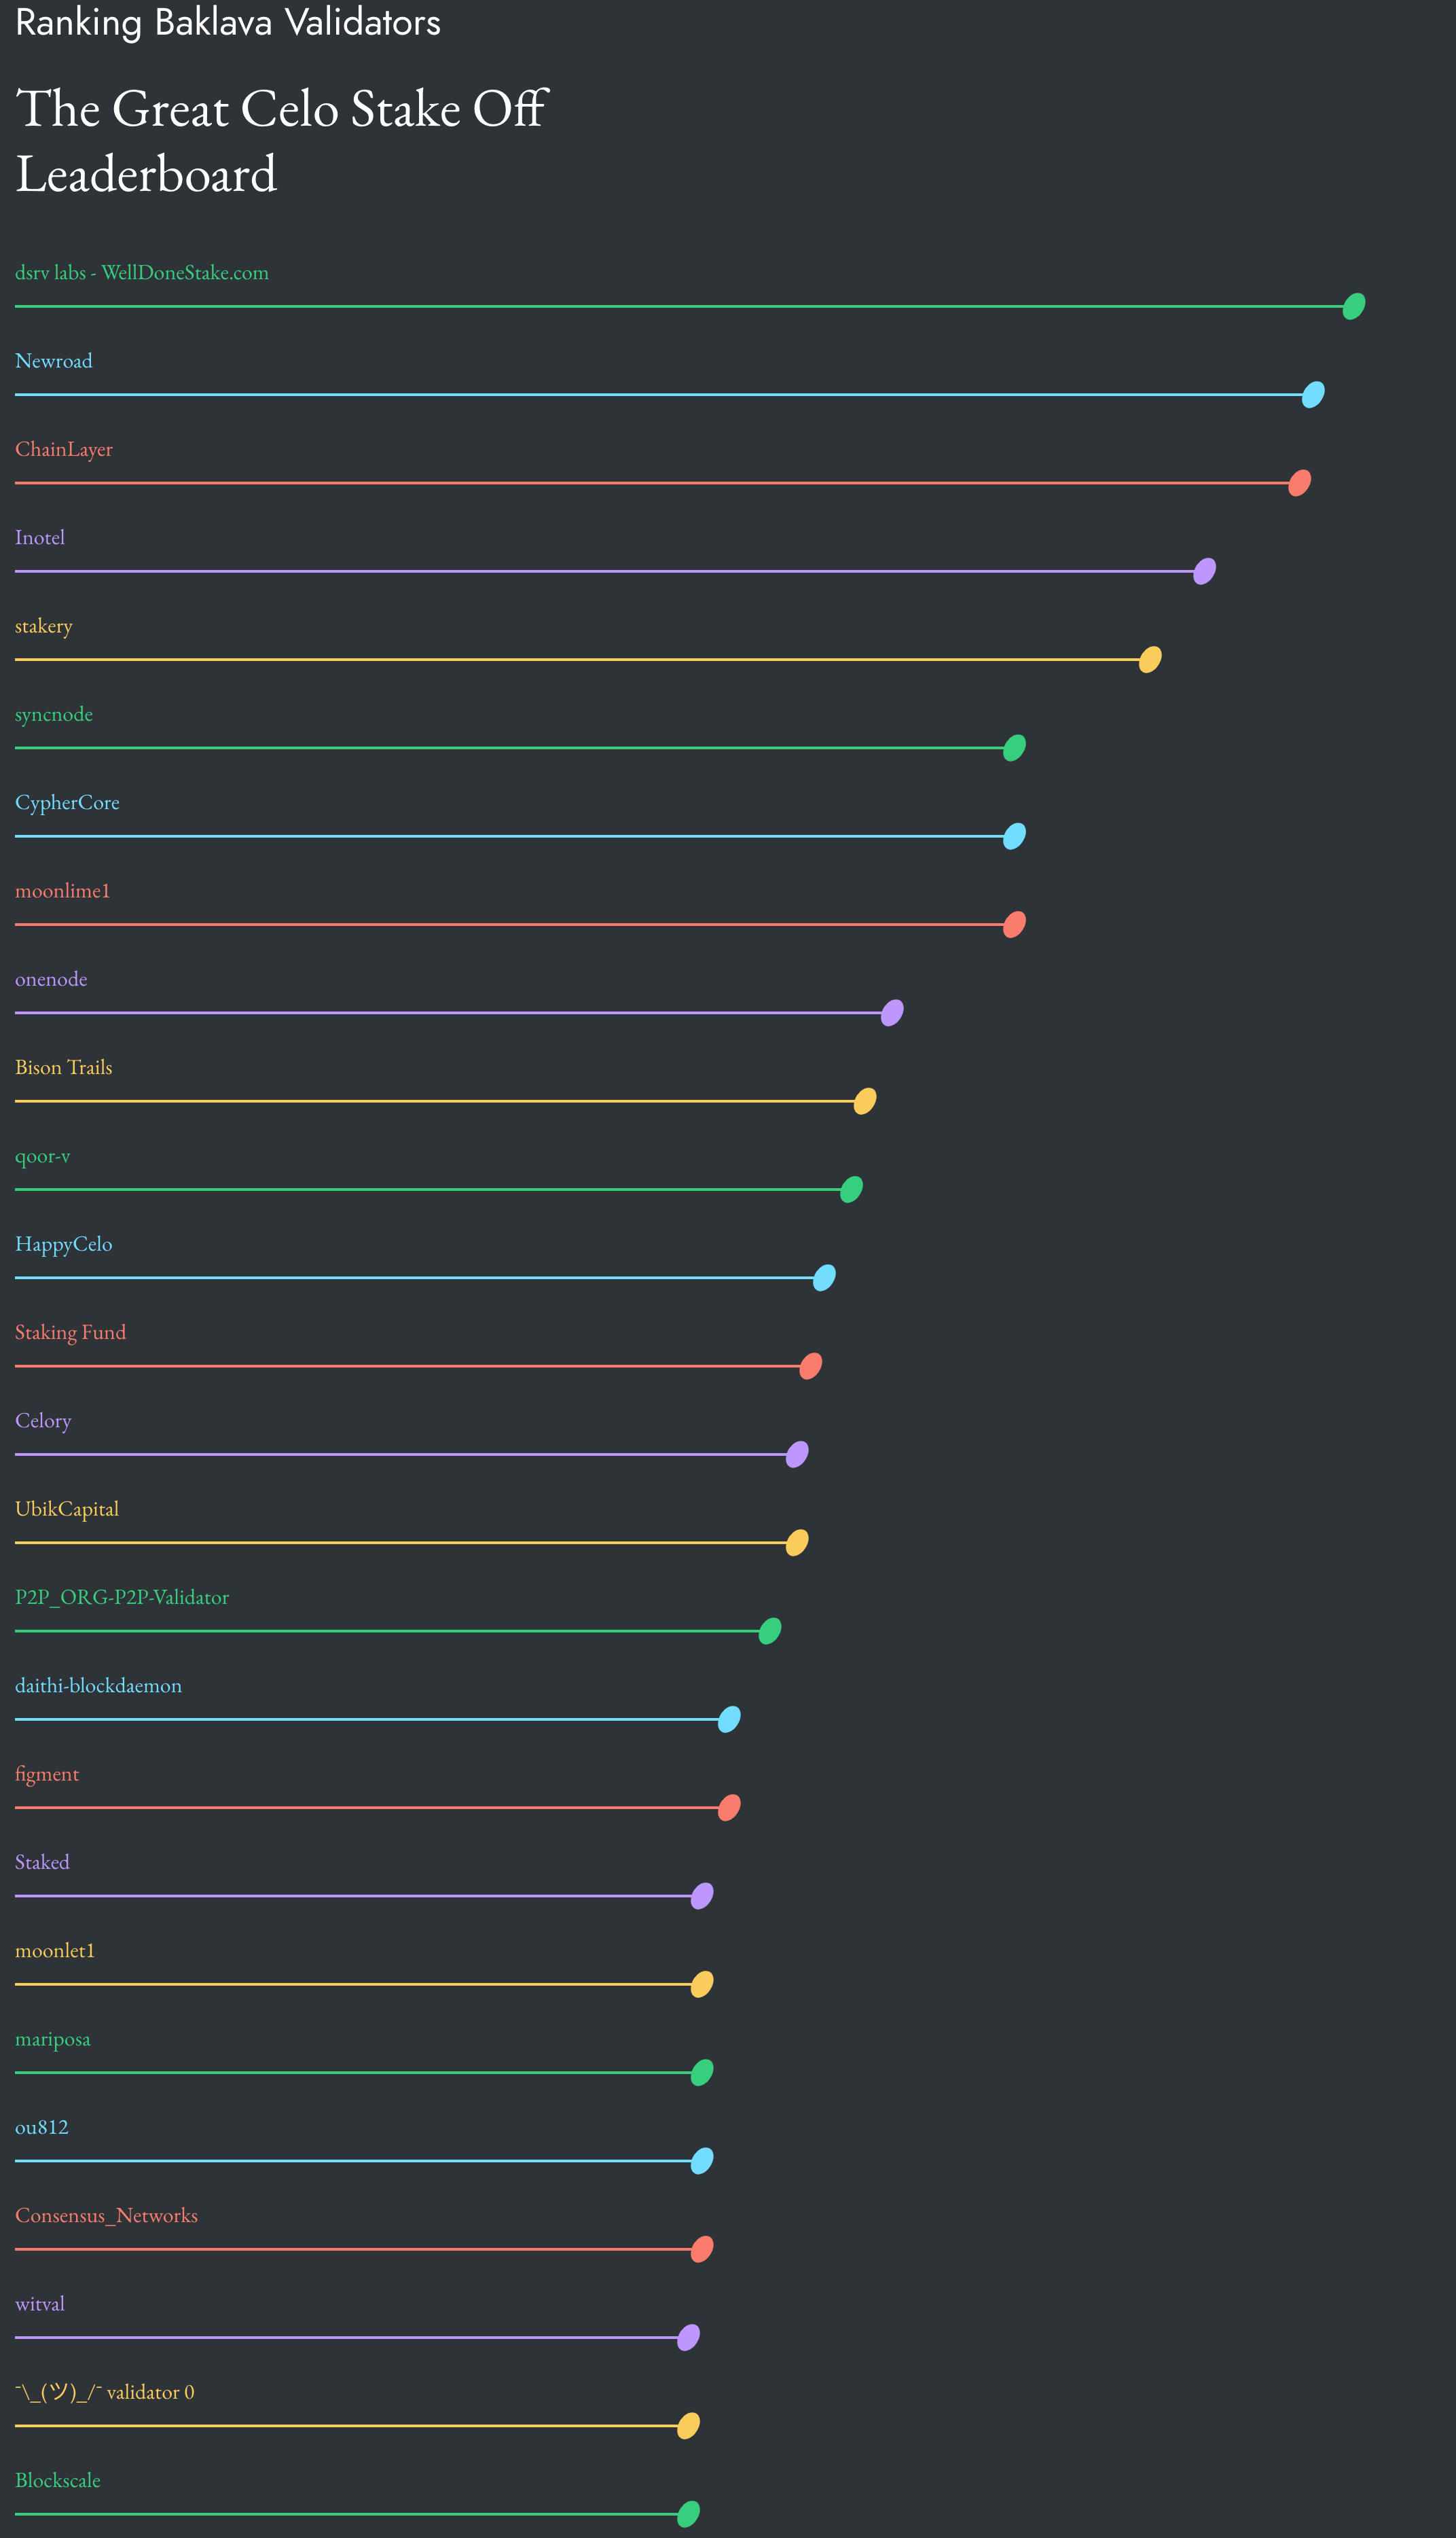 Ranking Baklava Validators
The Great Celo Stake Off
Leaderboard
dsrv labs - WellDoneStake.com
Newroad
ChainLayer
Inotel
stakery
syncnode
CypherCore
moonlime1
onenode
Bison Trails
qoor-v
HappyCelo
Staking Fund
Celory
UbikCapital
P2P_ORG-P2P-Validator
daithi-blockdaemon
figment
Staked
moonlet1
mariposa
ou812
Consensus_Networks
witval
¯\_(ツ)_/¯ validator 0
Blockscale